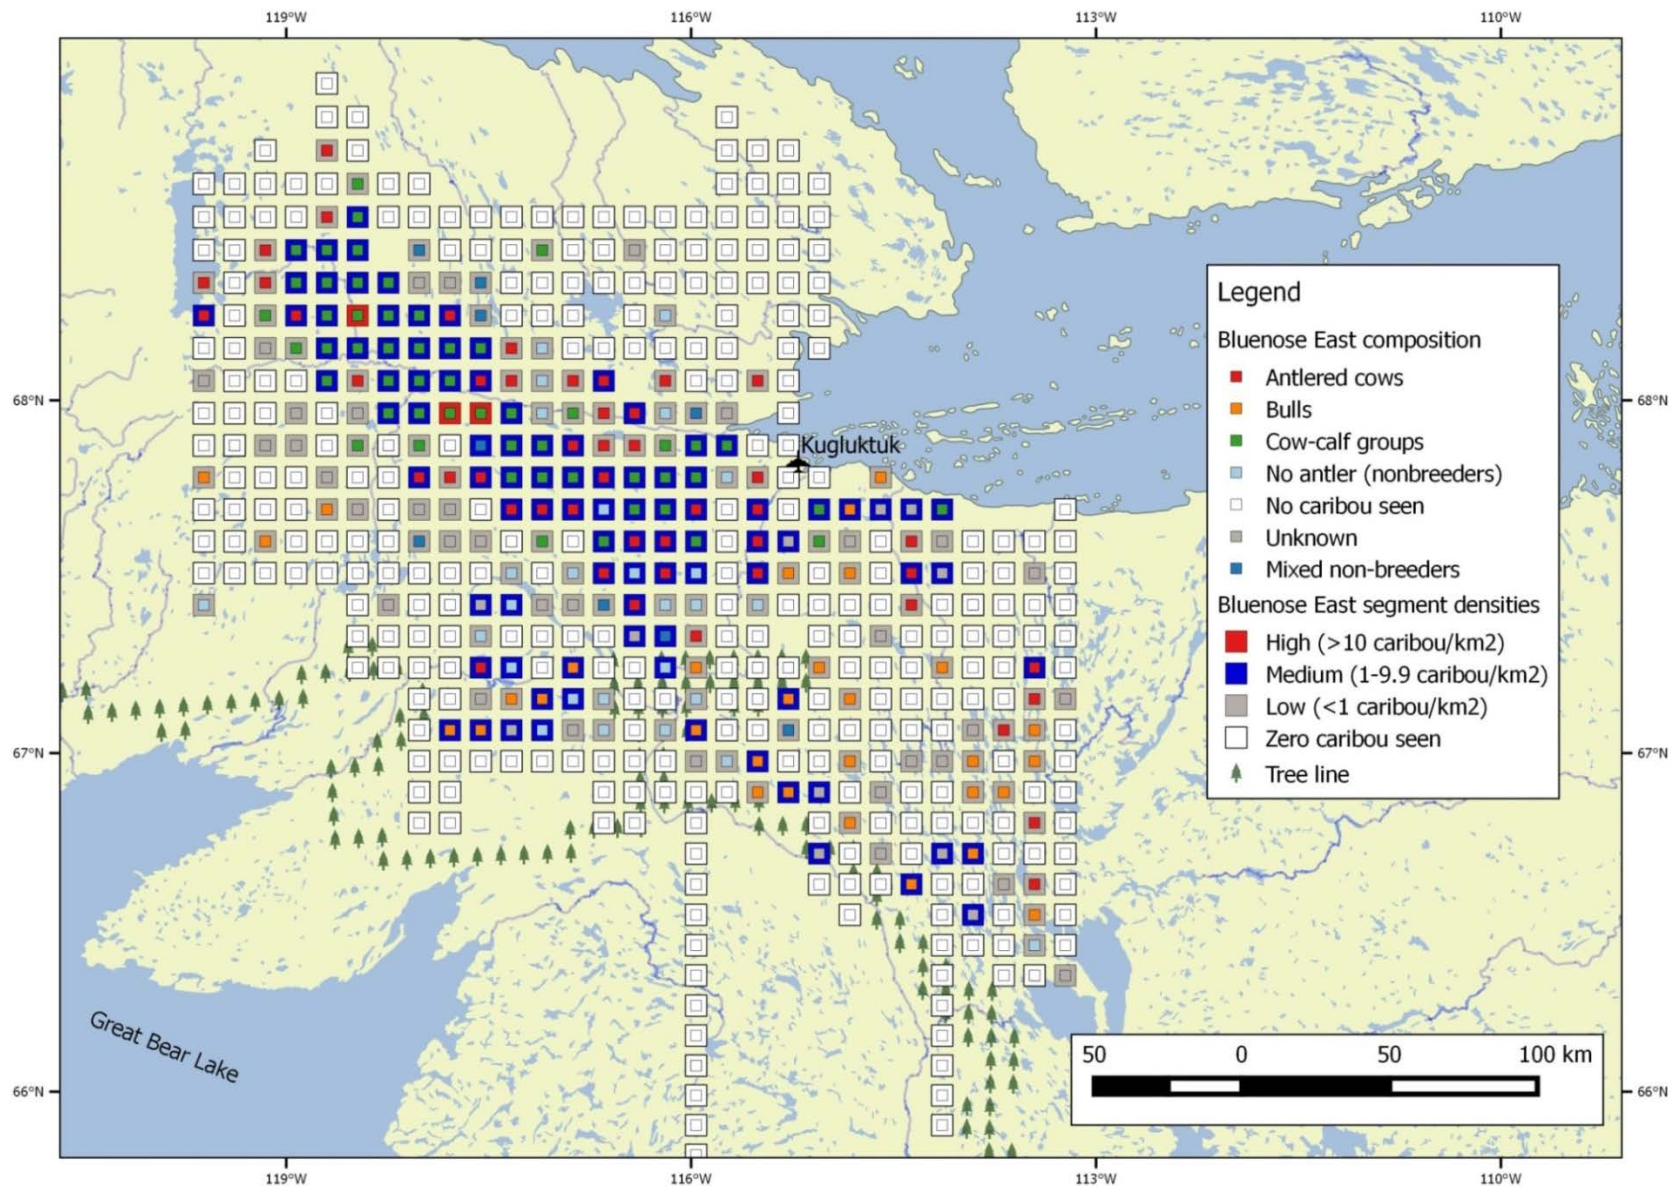 119°W 116°W 113°W 110°W
68°N 68°N
Kugluktuk
Legend
Bluenose East composition
Antlered cows
Bulls
Cow-calf groups
No antler (nonbreeders)
No caribou seen
Unknown
Mixed non-breeders
Bluenose East segment densities
High (>10 caribou/km2)
Medium (1-9.9 caribou/km2)
Low (<1 caribou/km2)
Zero caribou seen
Tree line
67°N 67°N
Great Bear Lake
50 0 50 100 km
66°N 66°N
119°W 116°W 113°W 110°W